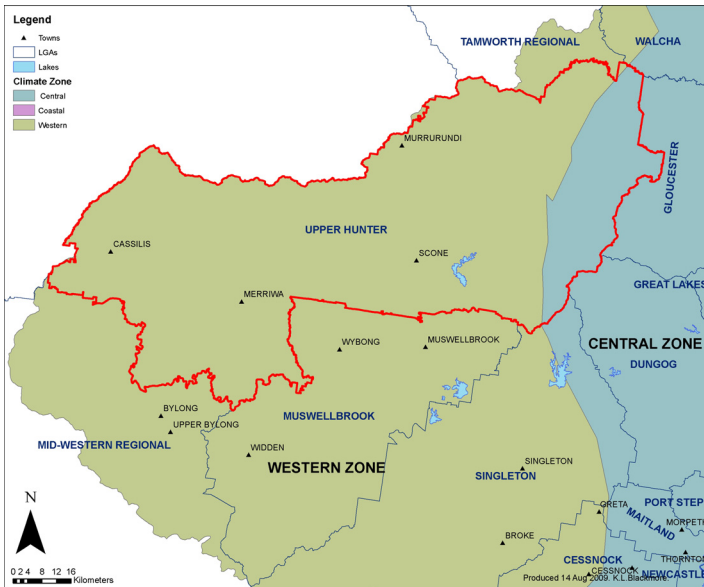 Legend
Towns
LGAs
Lakes
Climate Zone
Central
Coastal
Western
TAMWORTH REGIONAL
WALCHA
MURRURUNDI
GLOUCESTER
UPPER HUNTER
CASSILIS
SCONE
GREAT LAKES
MERRIWA
WYBONG
MUSWELLBROOK
CENTRAL ZONE
DUNGOG
BYLONG
MUSWELLBROOK
UPPER BYLONG
MID-WESTERN REGIONAL
WIDDEN
WESTERN ZONE
SINGLETON
SINGLETON
N
GRETA
PORT STEP
MAITLAND
MORPETH
BROKE
CESSNOCK
THORNTON
0 2 4 8 12 16
Kilometers
CESSNOCK
NEWCASTLE
Produced 14 Aug 2009. K.L.Blackmore.